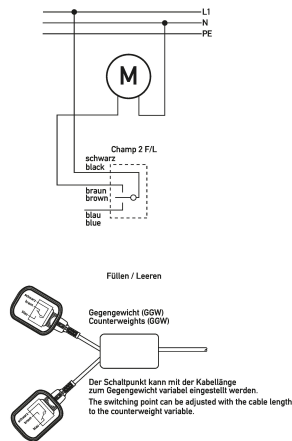 L1
N
PE
M
Champ 2 F/L
schwarz
black
braun
brown
blau
blue
Füllen / Leeren
Gegengewicht (GGW)
Counterweights (GGW)
Der Schaltpunkt kann mit der Kabellänge
zum Gegengewicht variabel eingestellt werden.
The switching point can be adjusted with the cable length
to the counterweight variable.